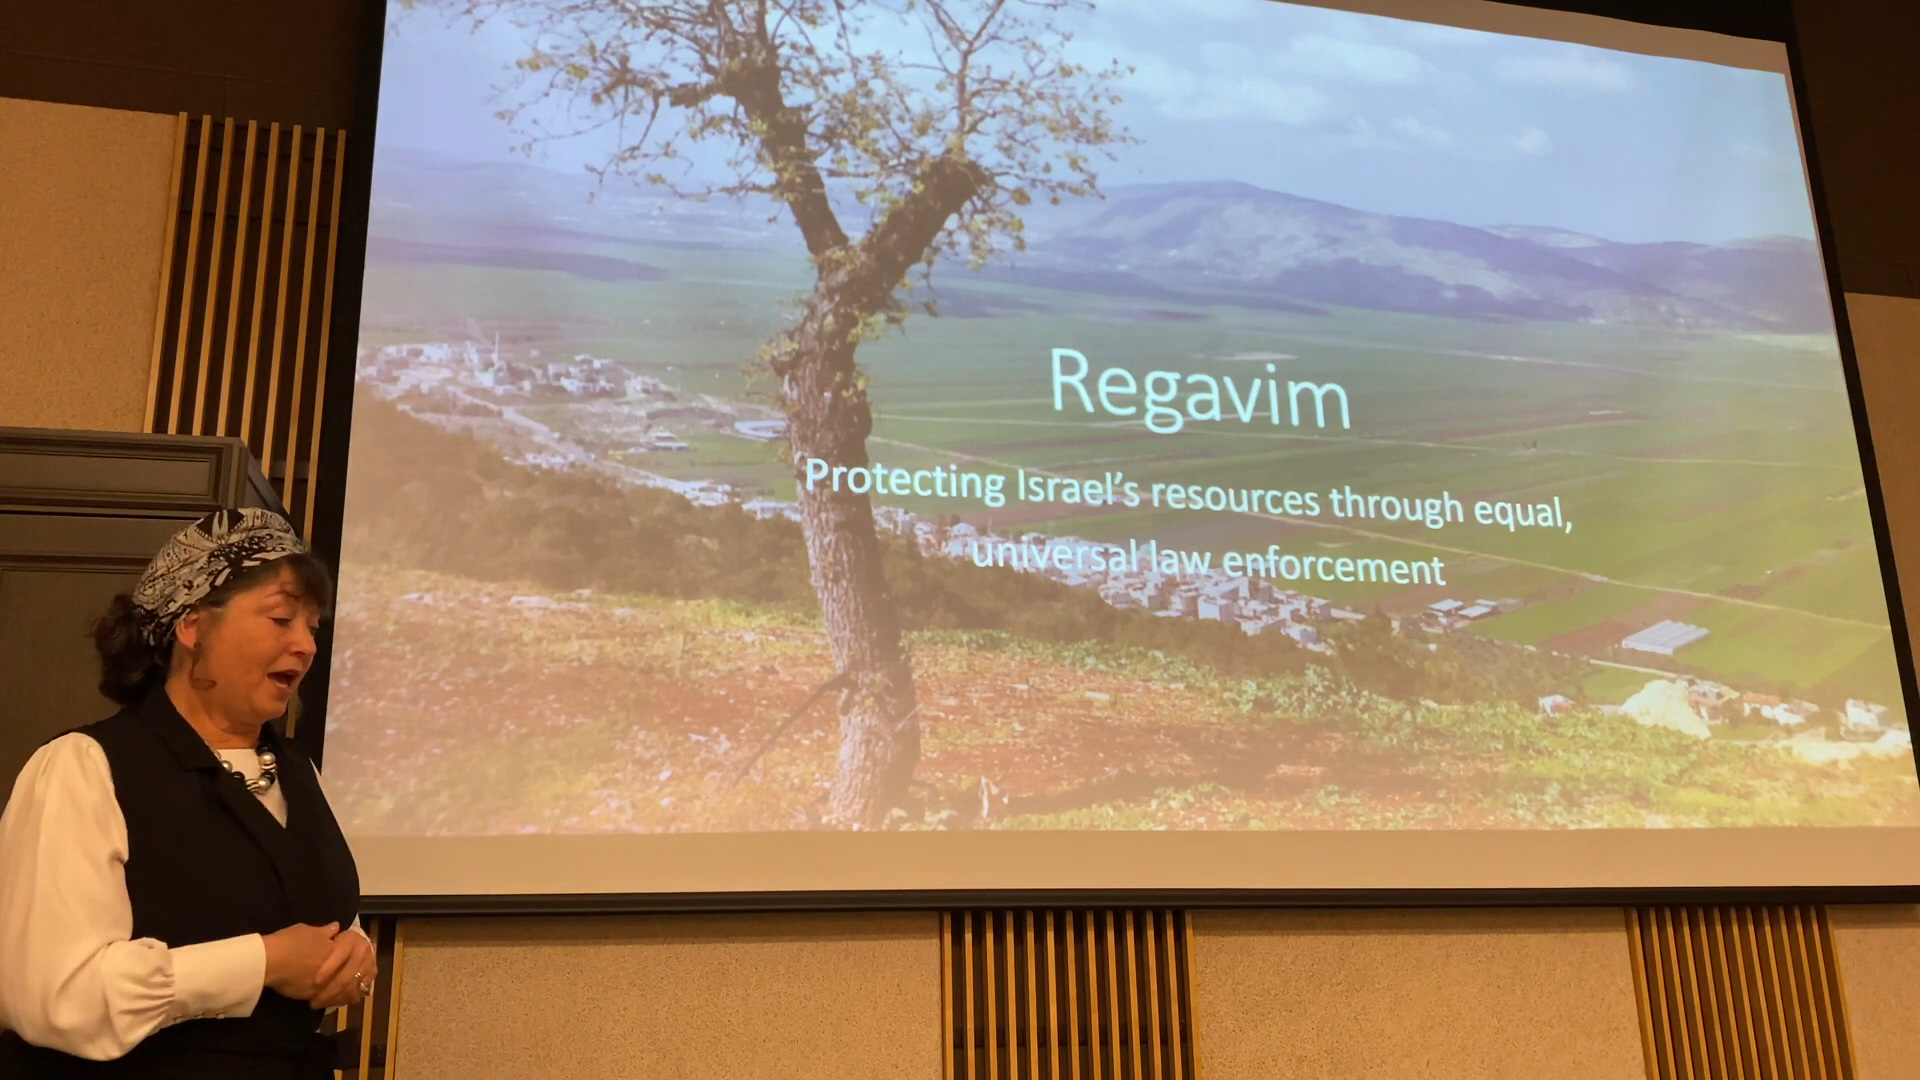 Regavim
Protecting Israel’s resources through equal,
universal law enforcement